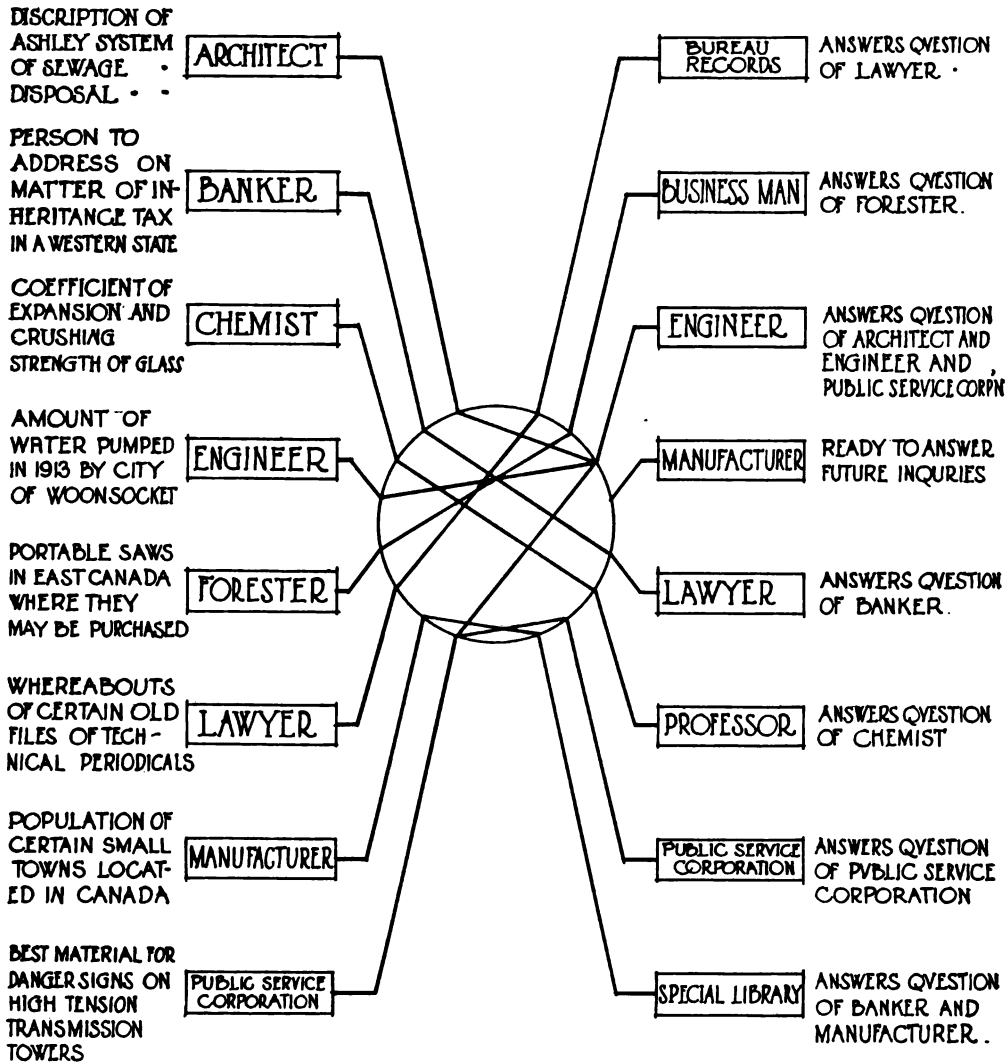 DISCRIPTION OF
ASHLEY SYSTEM
OF SEWAGE ·
DISPOSAL · ·
ARCHITECT
PERSON TO
ADDRESS ON
MATTER OF IN-
HERITANCE TAX
IN A WESTERN STATE
BANKER
COEFFICIENT OF
EXPANSION AND
CRUSHING
STRENGTH OF GLASS
CHEMIST
AMOUNT OF
WATER PUMPED
IN 1913 BY CITY
OF WOONSOCKET
ENGINEER
PORTABLE SAWS
IN EAST CANADA
WHERE THEY
MAY BE PURCHASED
FORESTER
WHEREABOUTS
OF CERTAIN OLD
FILES OF TECH-
NICAL PERIODICALS
LAWYER
POPULATION OF
CERTAIN SMALL
TOWNS LOCAT-
ED IN CANADA
MANUFACTURER
BEST MATERIAL FOR
DANGER SIGNS ON
HIGH TENSION
TRANSMISSION
TOWERS
PUBLIC SERVICE
CORPORATION
BUREAU
RECORDS
ANSWERS QVESTION
OF LAWYER ·
BUSINESS MAN
ANSWERS QVESTION
OF FORESTER.
ENGINEER
ANSWERS QVESTION
OF ARCHITECT AND
ENGINEER AND ,
PUBLIC SERVICE CORPN
MANUFACTURER
READY TO ANSWER
FUTURE INQURIES
LAWYER
ANSWERS QVESTION
OF BANKER.
PROFESSOR
ANSWERS QVESTION
OF CHEMIST
PUBLIC SERVICE
CORPORATION
ANSWERS QVESTION
OF PVBLIC SERVICE
CORPORATION
SPECIAL LIBRARY
ANSWERS QVESTION
OF BANKER AND
MANUFACTURER.